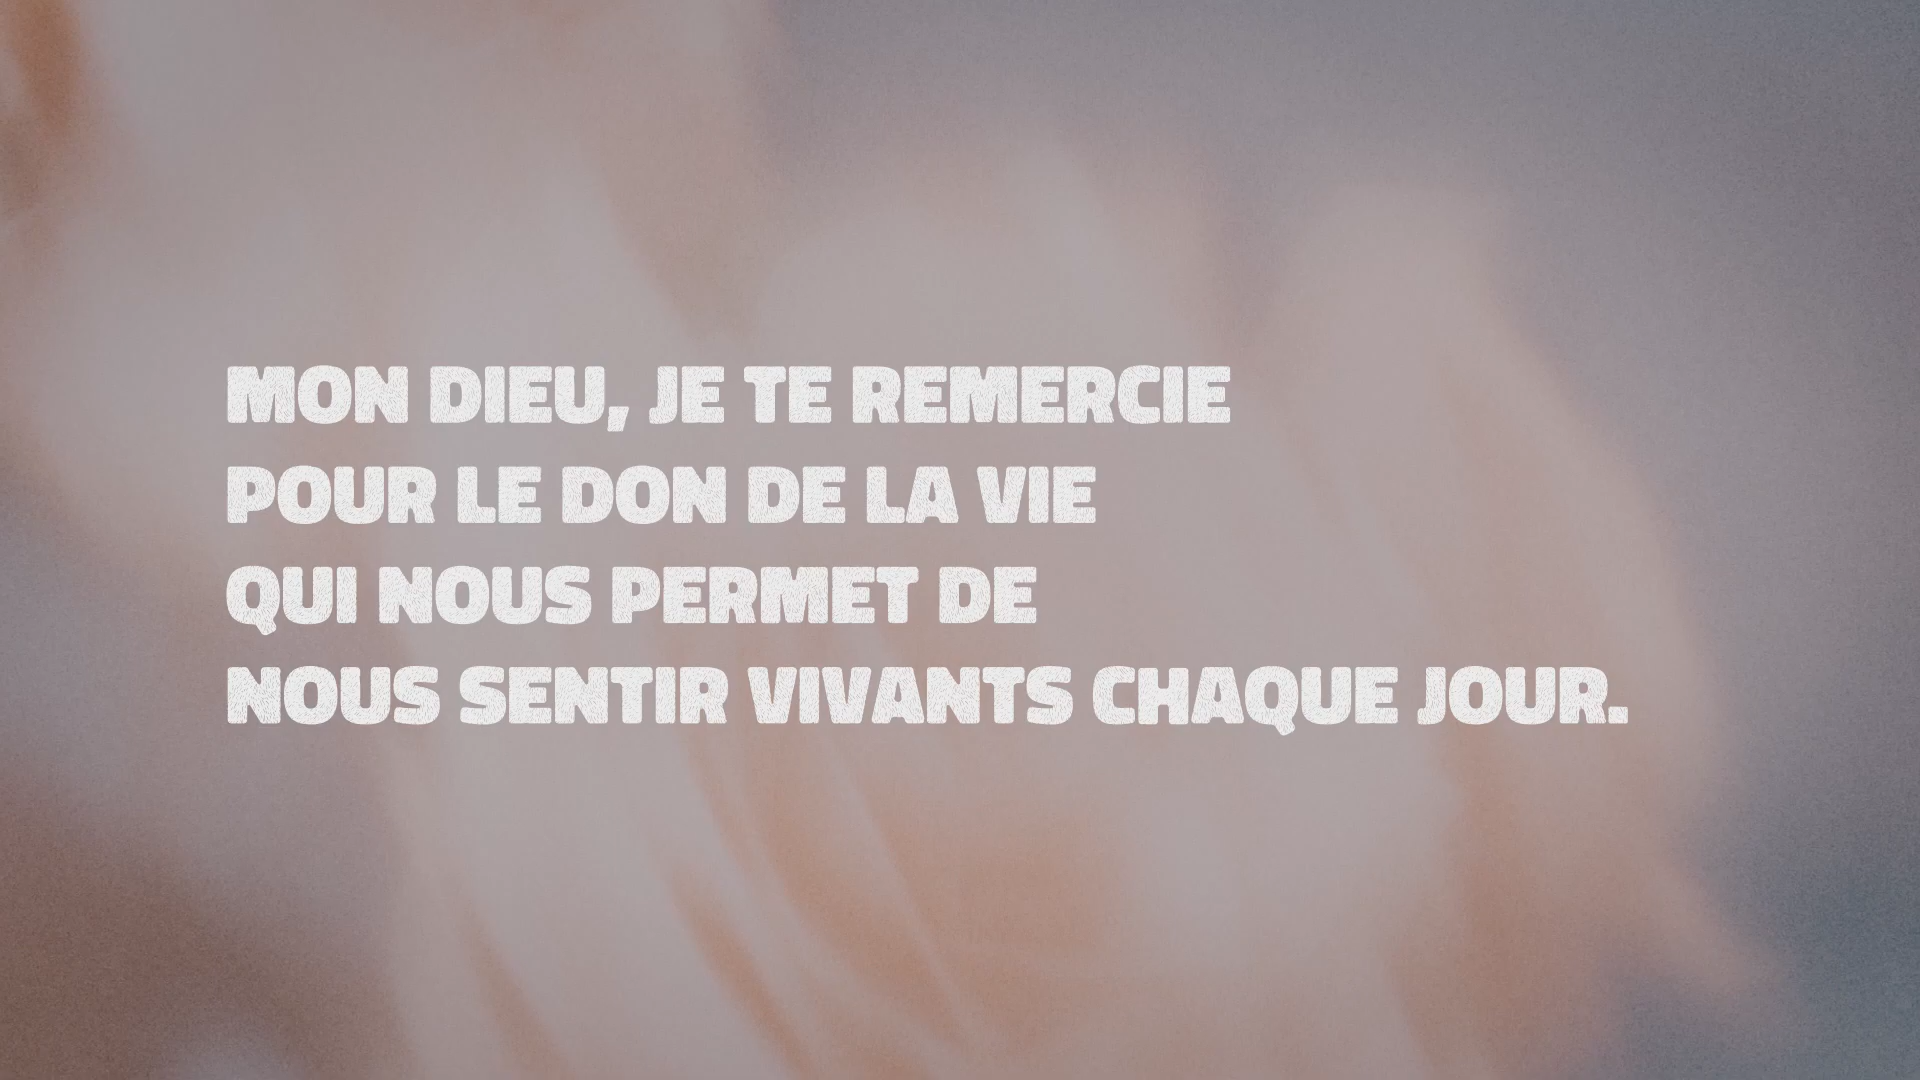 MON DIEU, JE TE REMERCIE
POUR LE DON DE LA VIE
QUI NOUS PERMET DE
NOUS SENTIR VIVANTS CHAQUE JOUR.